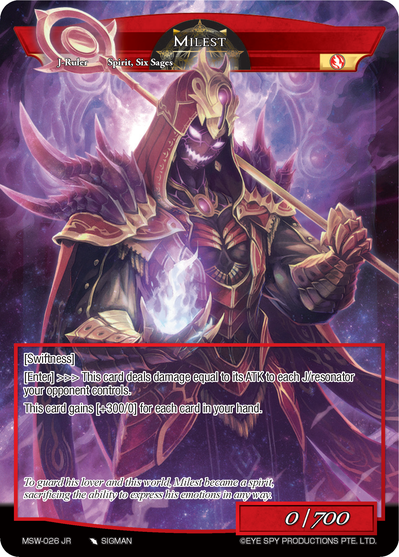 Milest
J-Ruler Spirit, Six Sages
[Swiftness]
[Enter] >>> This card deals damage equal to its ATK to each J/resonator
your opponent controls.
This card gains [+300/0] for each card in your hand.
To guard his lover and this world, Milest became a spirit,
sacrificing the ability to express his emotions in any way.
0 / 700
MSW-026 JR SIGMAN ©EYE SPY PRODUCTIONS PTE. LTD.